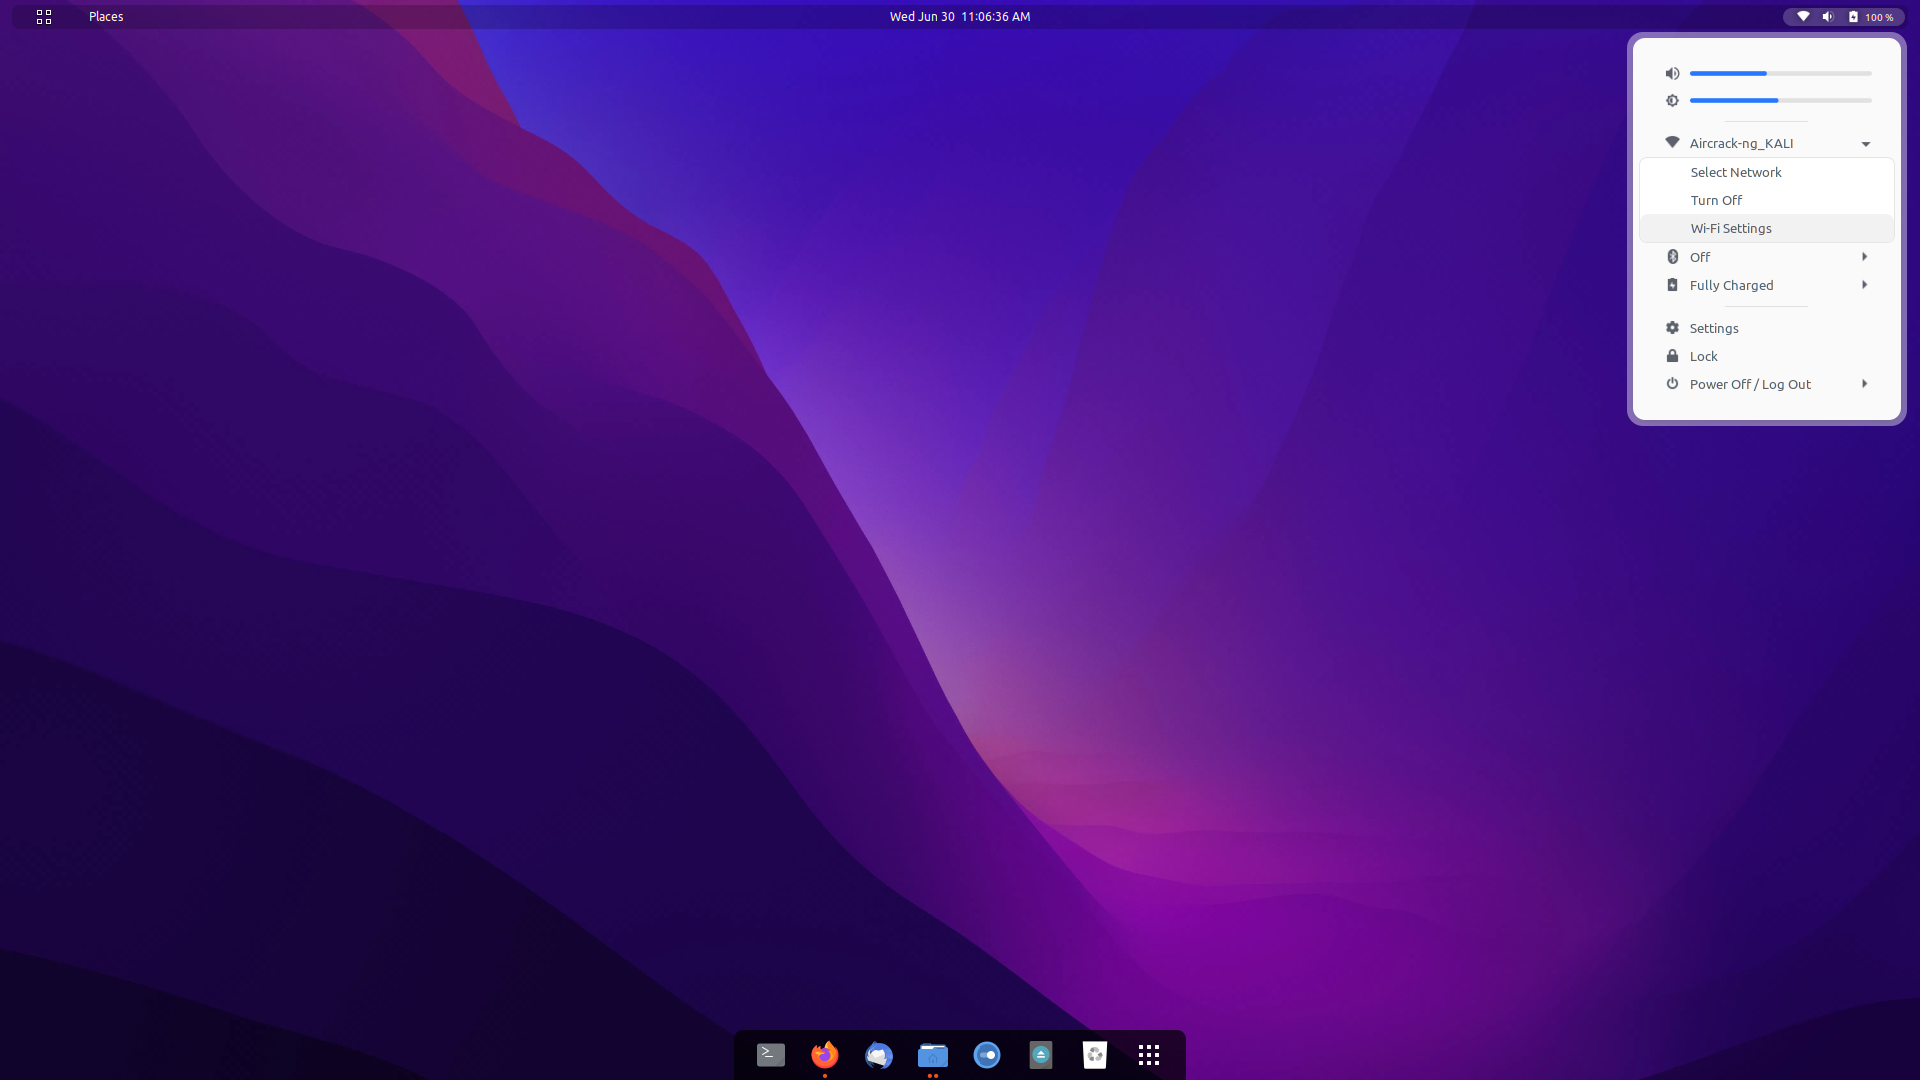 Places
Wed Jun 30  11:06:36 AM
100 %
Aircrack-ng_KALI
Select Network
Turn Off
Wi-Fi Settings
Off
Fully Charged
Settings
Lock
Power Off / Log Out